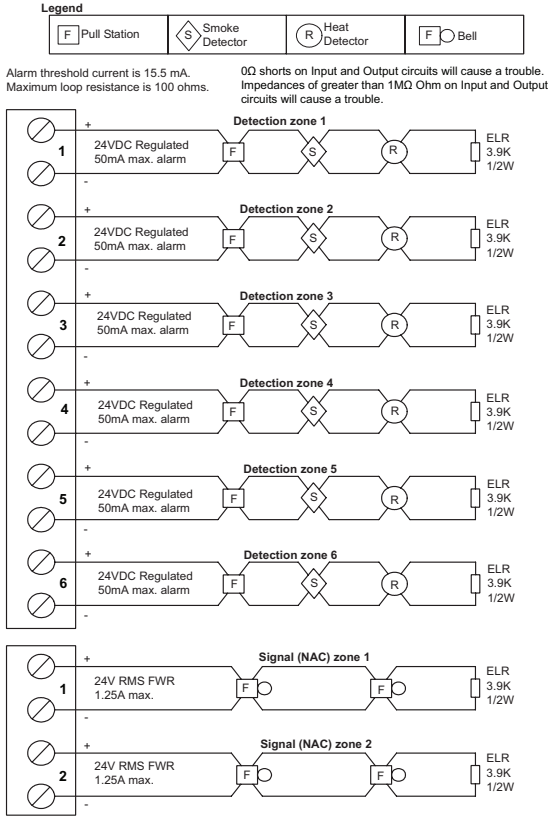 Legend
F Pull Station
S Smoke Detector
R Heat Detector
F Bell
Alarm threshold current is 15.5 mA.
Maximum loop resistance is 100 ohms.
0Ω shorts on Input and Output circuits will cause a trouble.
Impedances of greater than 1MΩ Ohm on Input and Output
circuits will cause a trouble.
Detection zone 1
+
1
24VDC Regulated
50mA max. alarm
-
F
S
R
ELR
3.9K
1/2W
Detection zone 2
+
2
24VDC Regulated
50mA max. alarm
-
F
S
R
ELR
3.9K
1/2W
Detection zone 3
+
3
24VDC Regulated
50mA max. alarm
-
F
S
R
ELR
3.9K
1/2W
Detection zone 4
+
4
24VDC Regulated
50mA max. alarm
-
F
S
R
ELR
3.9K
1/2W
Detection zone 5
+
5
24VDC Regulated
50mA max. alarm
-
F
S
R
ELR
3.9K
1/2W
Detection zone 6
+
6
24VDC Regulated
50mA max. alarm
-
F
S
R
ELR
3.9K
1/2W
Signal (NAC) zone 1
+
1
24V RMS FWR
1.25A max.
-
F
F
ELR
3.9K
1/2W
Signal (NAC) zone 2
+
2
24V RMS FWR
1.25A max.
-
F
F
ELR
3.9K
1/2W